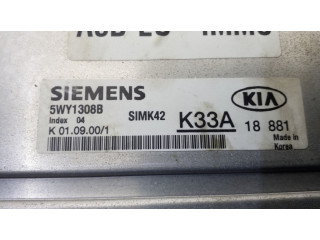 SIEMENS
5WY1308B
Index 04
SIMK42
K 01.09.00/1
K33A
KIA
18 881
Made in
Korea